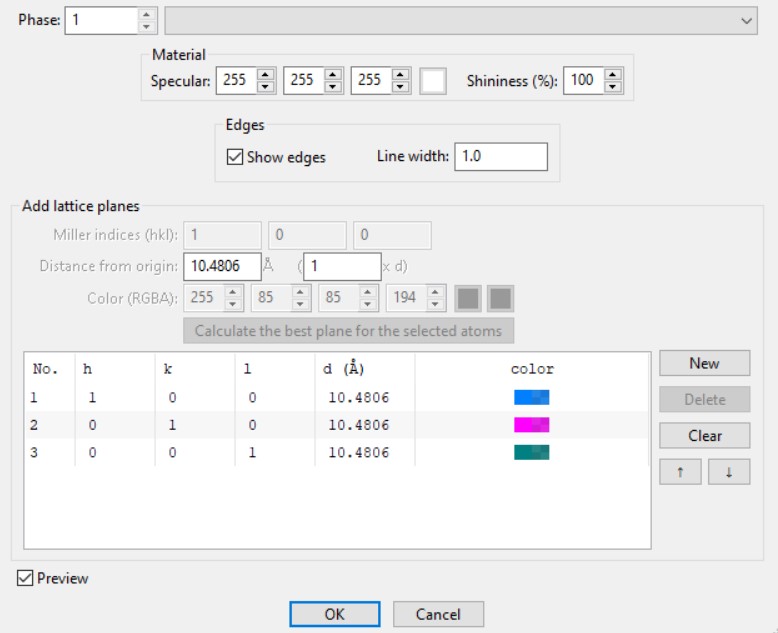 Phase: 1
Material
Specular: 255 255 255 Shininess (%): 100
Edges
Show edges Line width: 1.0
Add lattice planes
Miller indices (hkl): 1 0 0
Distance from origin: 10.4806 Å ( 1 x d)
Color (RGBA): 255 85 85 194
Calculate the best plane for the selected atoms
No. h k l d (Å) color
1 1 0 0 10.4806
2 0 1 0 10.4806
3 0 0 1 10.4806
New
Delete
Clear
↑ ↓
Preview
OK Cancel